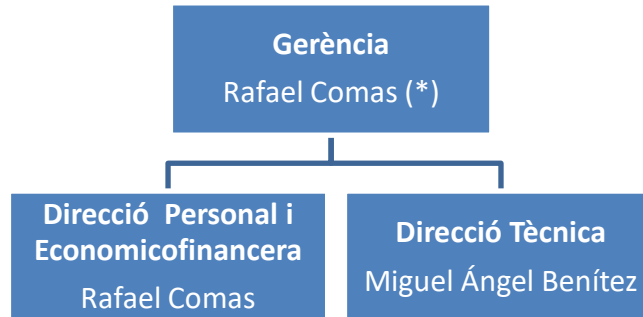 Gerència
Rafael Comas (*)
Direcció Personal i
Economicofinancera
Rafael Comas
Direcció Tècnica
Miguel Ángel Benítez